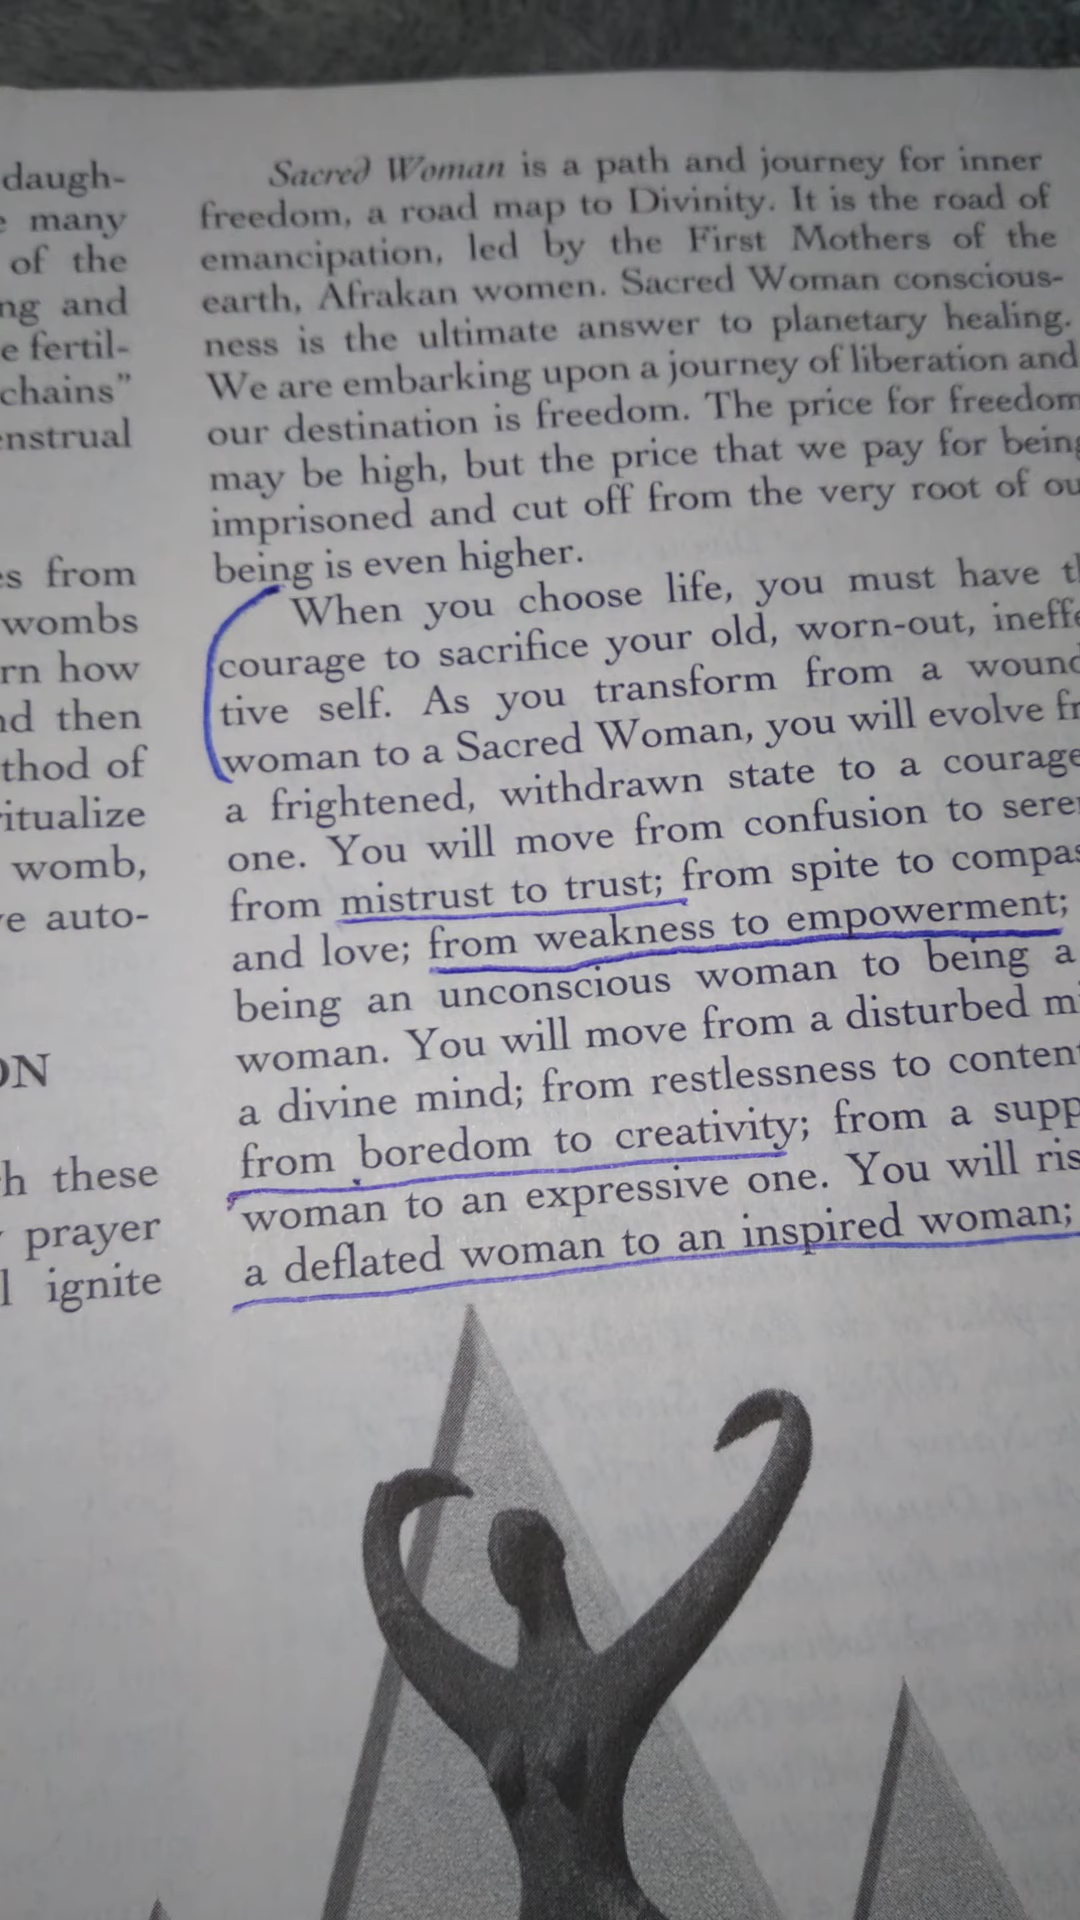 daugh-
many
of the
ng and
e fertil-
chains”
enstrual
es from
wombs
rn how
nd then
thod of
ritualize
womb,
ve auto-
ON
h these
prayer
l ignite
Sacred Woman is a path and journey for inner
freedom, a road map to Divinity. It is the road of
emancipation, led by the First Mothers of the
earth, Afrakan women. Sacred Woman conscious-
ness is the ultimate answer to planetary healing.
We are embarking upon a journey of liberation and
our destination is freedom. The price for freedom
may be high, but the price that we pay for being
imprisoned and cut off from the very root of ou
being is even higher.
When you choose life, you must have th
courage to sacrifice your old, worn-out, ineffe
tive self. As you transform from a wound
woman to a Sacred Woman, you will evolve fr
a frightened, withdrawn state to a courage
one. You will move from confusion to seren
from mistrust to trust; from spite to compas
and love; from weakness to empowerment;
being an unconscious woman to being a
woman. You will move from a disturbed mi
a divine mind; from restlessness to content
from boredom to creativity; from a supp
woman to an expressive one. You will ris
a deflated woman to an inspired woman;